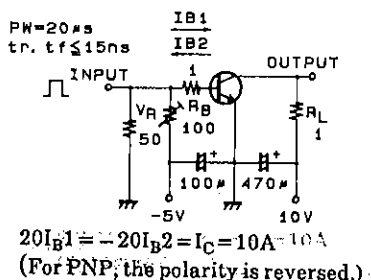 PW=20μs
tr. tf≦15ns
IB1
IB2
INPUT
OUTPUT
1
RB
VR
50
100
RL
1
100μ
+
470μ
+
-5V
10V
20IB1=-20IB2=IC=10A
(For PNP, the polarity is reversed.)